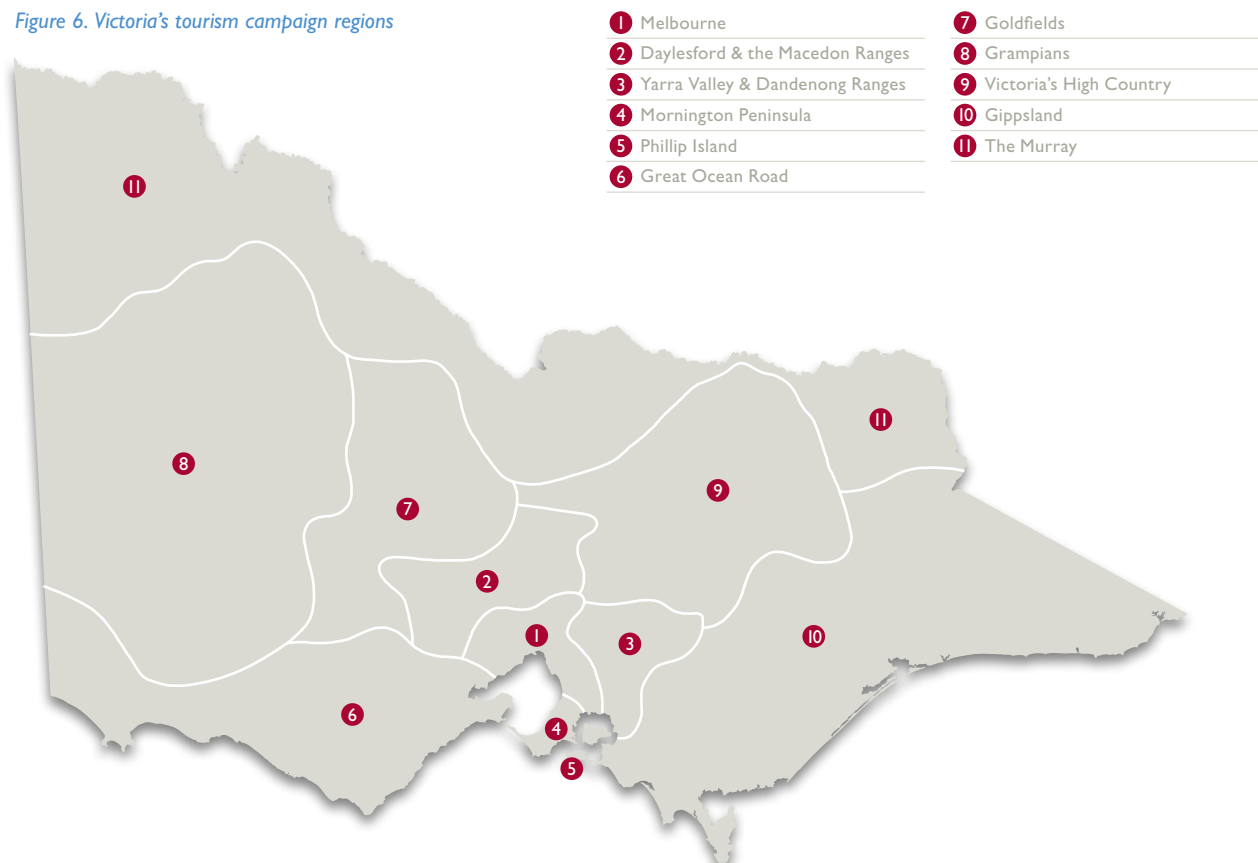 Figure 6. Victoria's tourism campaign regions
1 Melbourne
2 Daylesford & the Macedon Ranges
3 Yarra Valley & Dandenong Ranges
4 Mornington Peninsula
5 Phillip Island
6 Great Ocean Road
7 Goldfields
8 Grampians
9 Victoria's High Country
10 Gippsland
11 The Murray
11
11
8
9
7
2
1
3
10
6
4
5